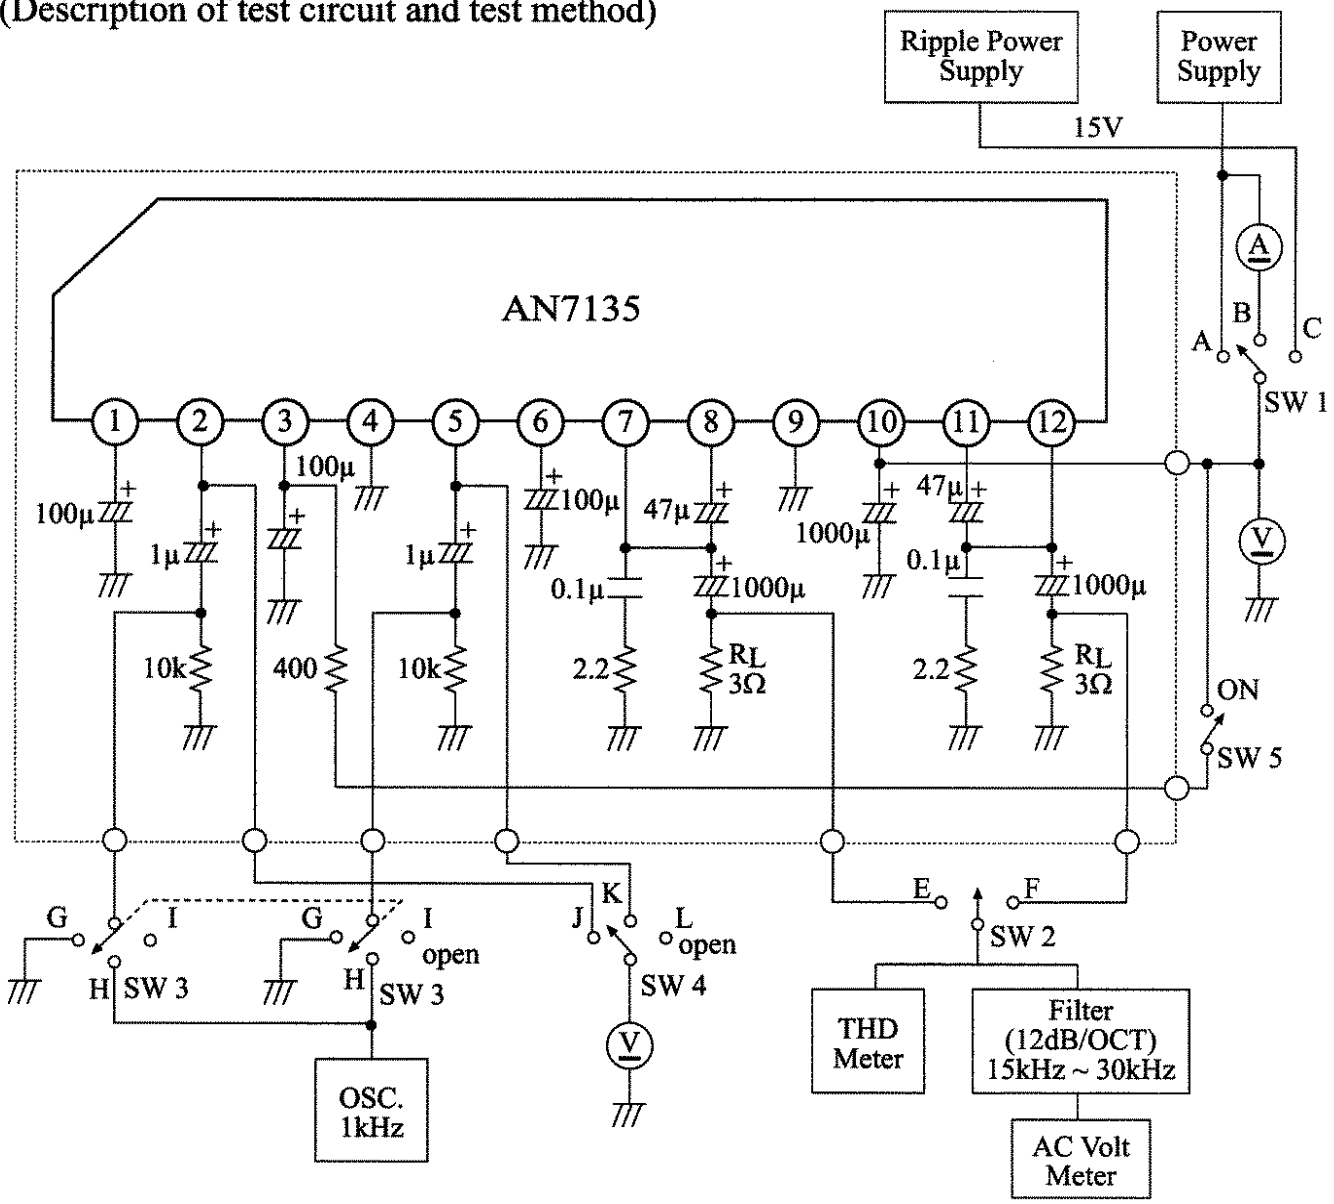 (Description of test circuit and test method)
Ripple Power
Supply
Power
Supply
15V
A
AN7135
B
A
C
SW 1
1
2
3
4
5
6
7
8
9
10
11
12
100μ
+
100μ
+
+
100μ
47μ
+
1000μ
+
47μ
+
1μ
+
1μ
+
V
0.1μ
+
1000μ
0.1μ
+
1000μ
10k
400
10k
2.2
RL
3Ω
2.2
RL
3Ω
ON
SW 5
G
I
G
I
open
H
SW 3
H
SW 3
J
K
L
open
SW 4
E
F
SW 2
V
OSC.
1kHz
THD
Meter
Filter
(12dB/OCT)
15kHz ~ 30kHz
AC Volt
Meter